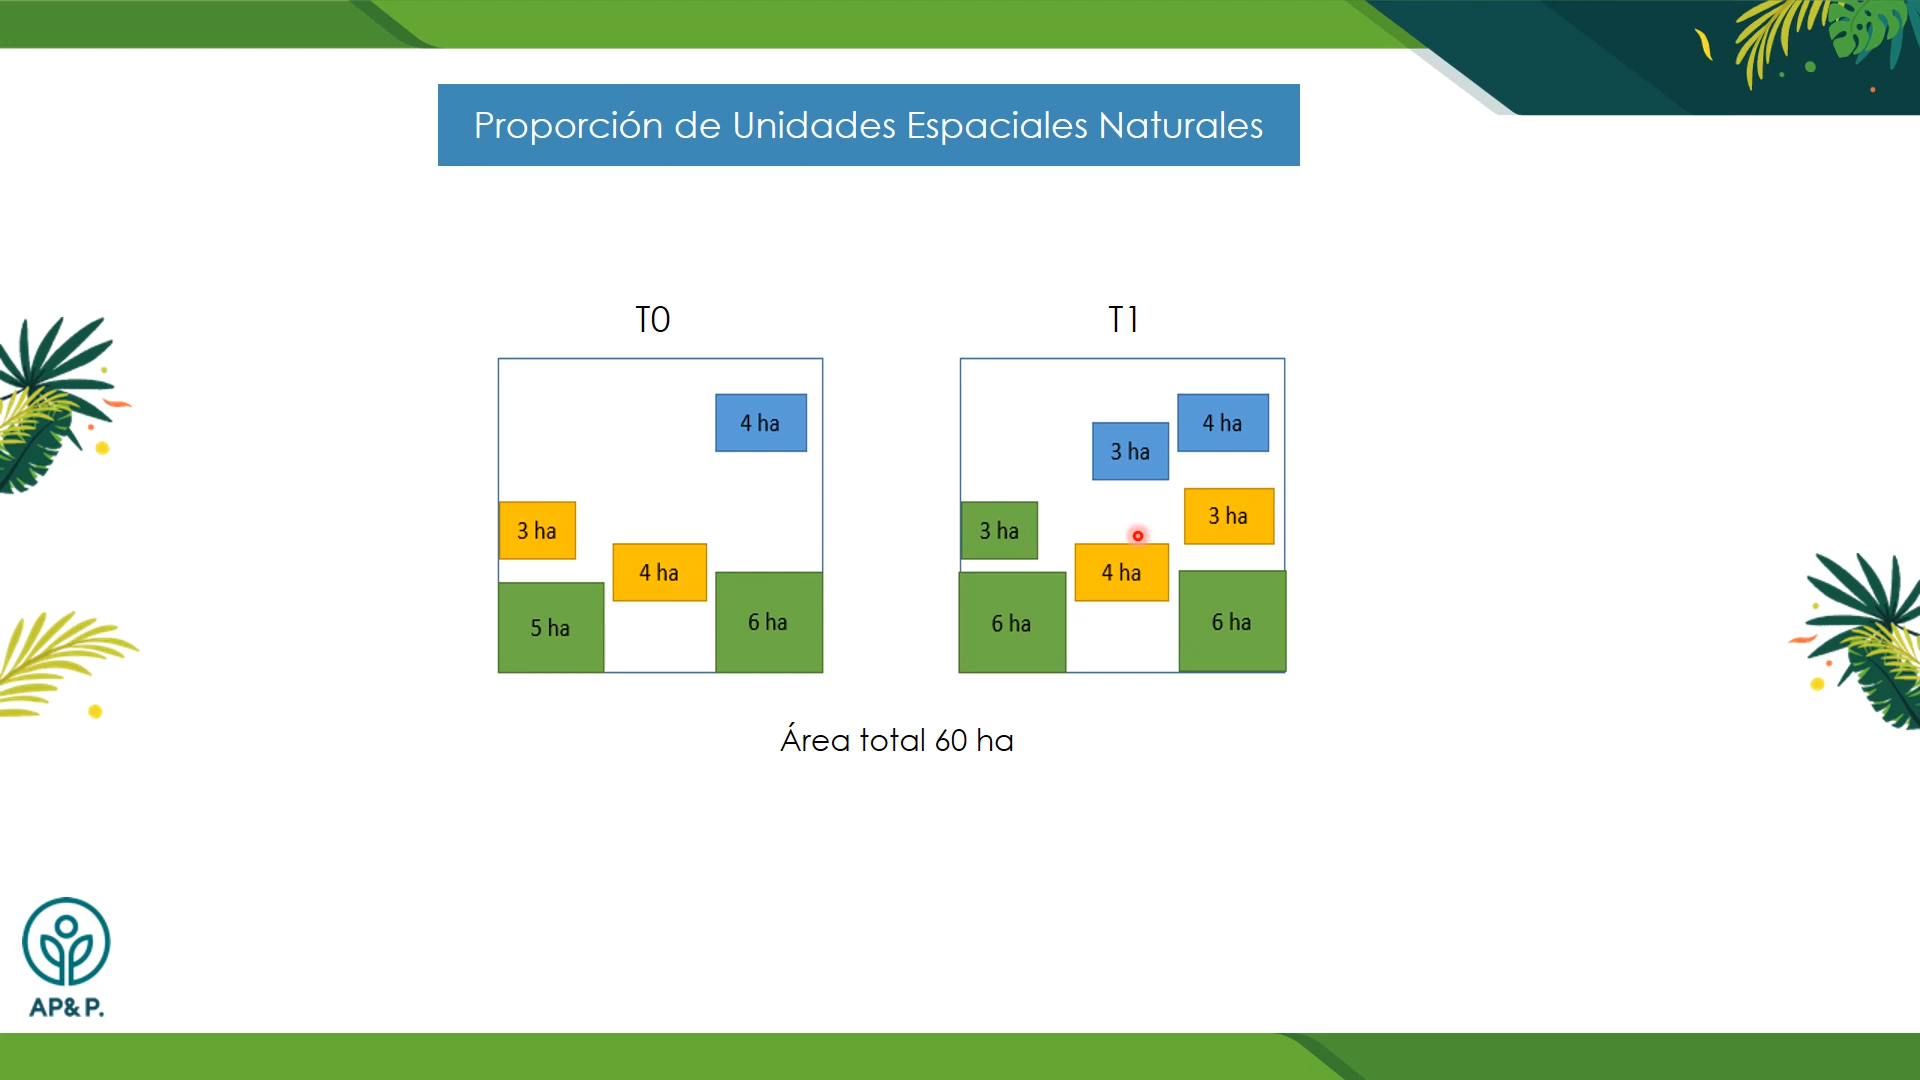 Proporción de Unidades Espaciales Naturales
T0
4 ha
3 ha
4 ha
5 ha
6 ha
T1
4 ha
3 ha
3 ha
3 ha
4 ha
6 ha
6 ha
Área total 60 ha
AP&P.